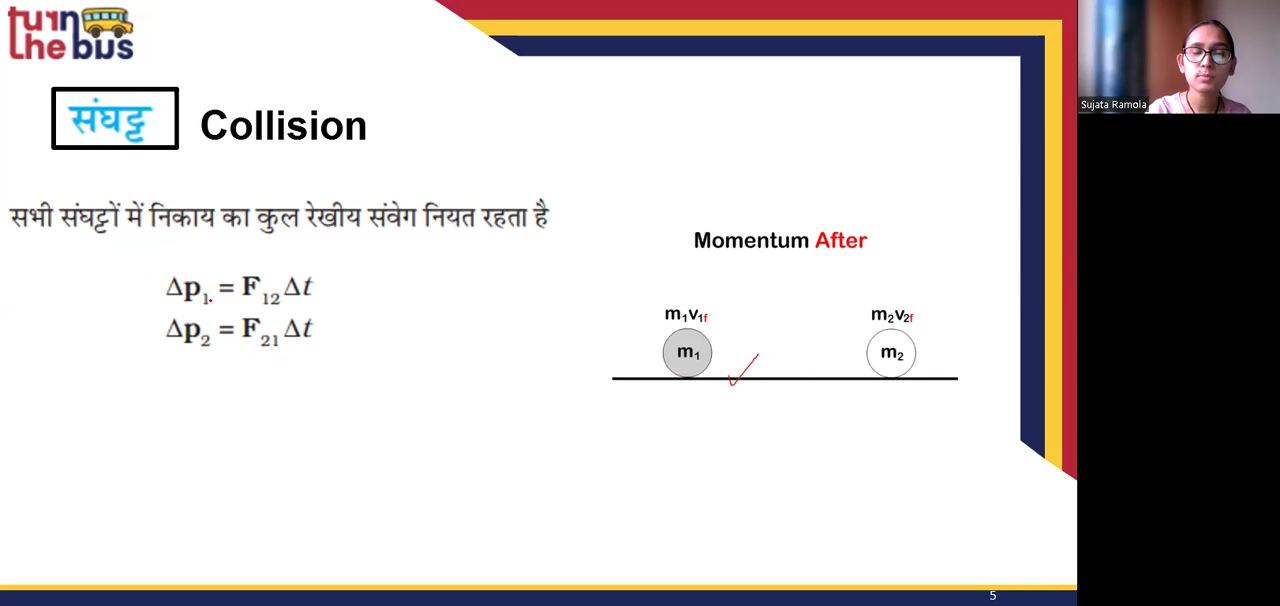 turn
the bus
संघट्ट Collision
Sujata Ramola
सभी संघट्टों में निकाय का कुल रेखीय संवेग नियत रहता है
Δp₁ = F₁₂Δt
Δp₂ = F₂₁Δt
Momentum After
m₁v₁f m₂v₂f
m₁ m₂
5